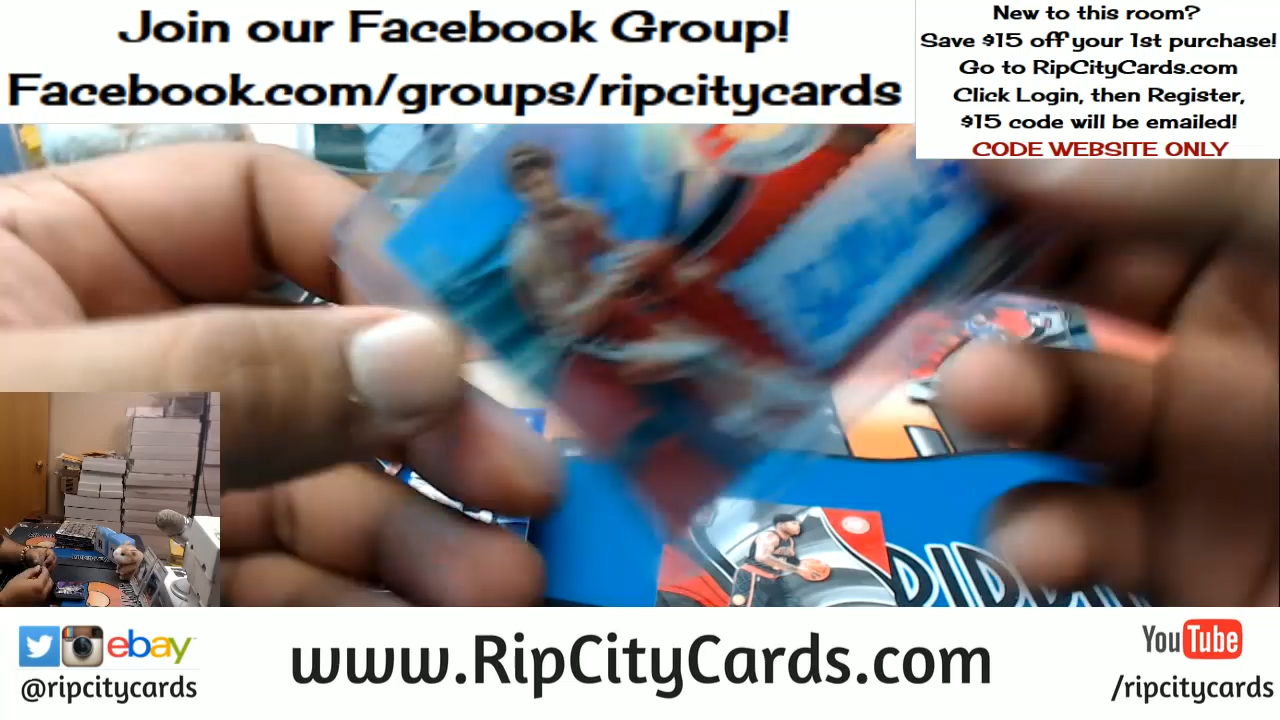 Join our Facebook Group!
Facebook.com/groups/ripcitycards
New to this room?
Save $15 off your 1st purchase!
Go to RipCityCards.com
Click Login, then Register,
$15 code will be emailed!
CODE WEBSITE ONLY
ebay
@ripcitycards
www.RipCityCards.com
YouTube
/ripcitycards